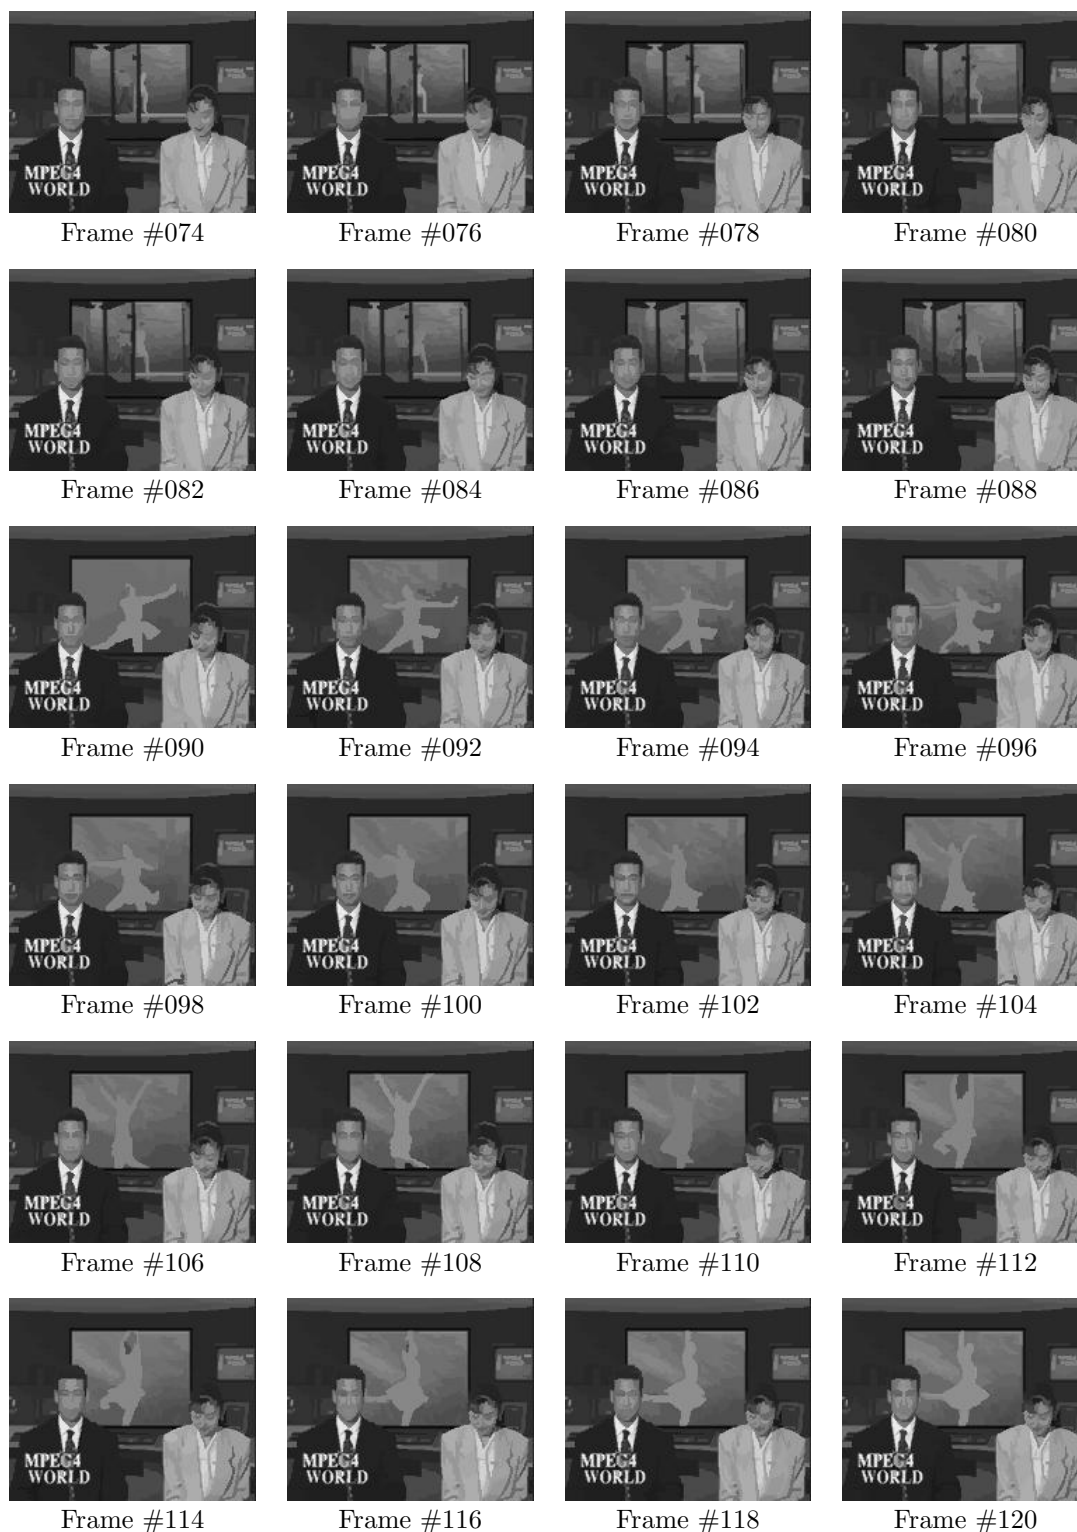 MPEG4 MPEG4 MPEG4 MPEG4
WORLD WORLD WORLD WORLD
Frame #074 Frame #076 Frame #078 Frame #080
MPEG4 MPEG4 MPEG4 MPEG4
WORLD WORLD WORLD WORLD
Frame #082 Frame #084 Frame #086 Frame #088
MPEG4 MPEG4 MPEG4 MPEG4
WORLD WORLD WORLD WORLD
Frame #090 Frame #092 Frame #094 Frame #096
MPEG4 MPEG4 MPEG4 MPEG4
WORLD WORLD WORLD WORLD
Frame #098 Frame #100 Frame #102 Frame #104
MPEG4 MPEG4 MPEG4 MPEG4
WORLD WORLD WORLD WORLD
Frame #106 Frame #108 Frame #110 Frame #112
MPEG4 MPEG4 MPEG4 MPEG4
WORLD WORLD WORLD WORLD
Frame #114 Frame #116 Frame #118 Frame #120